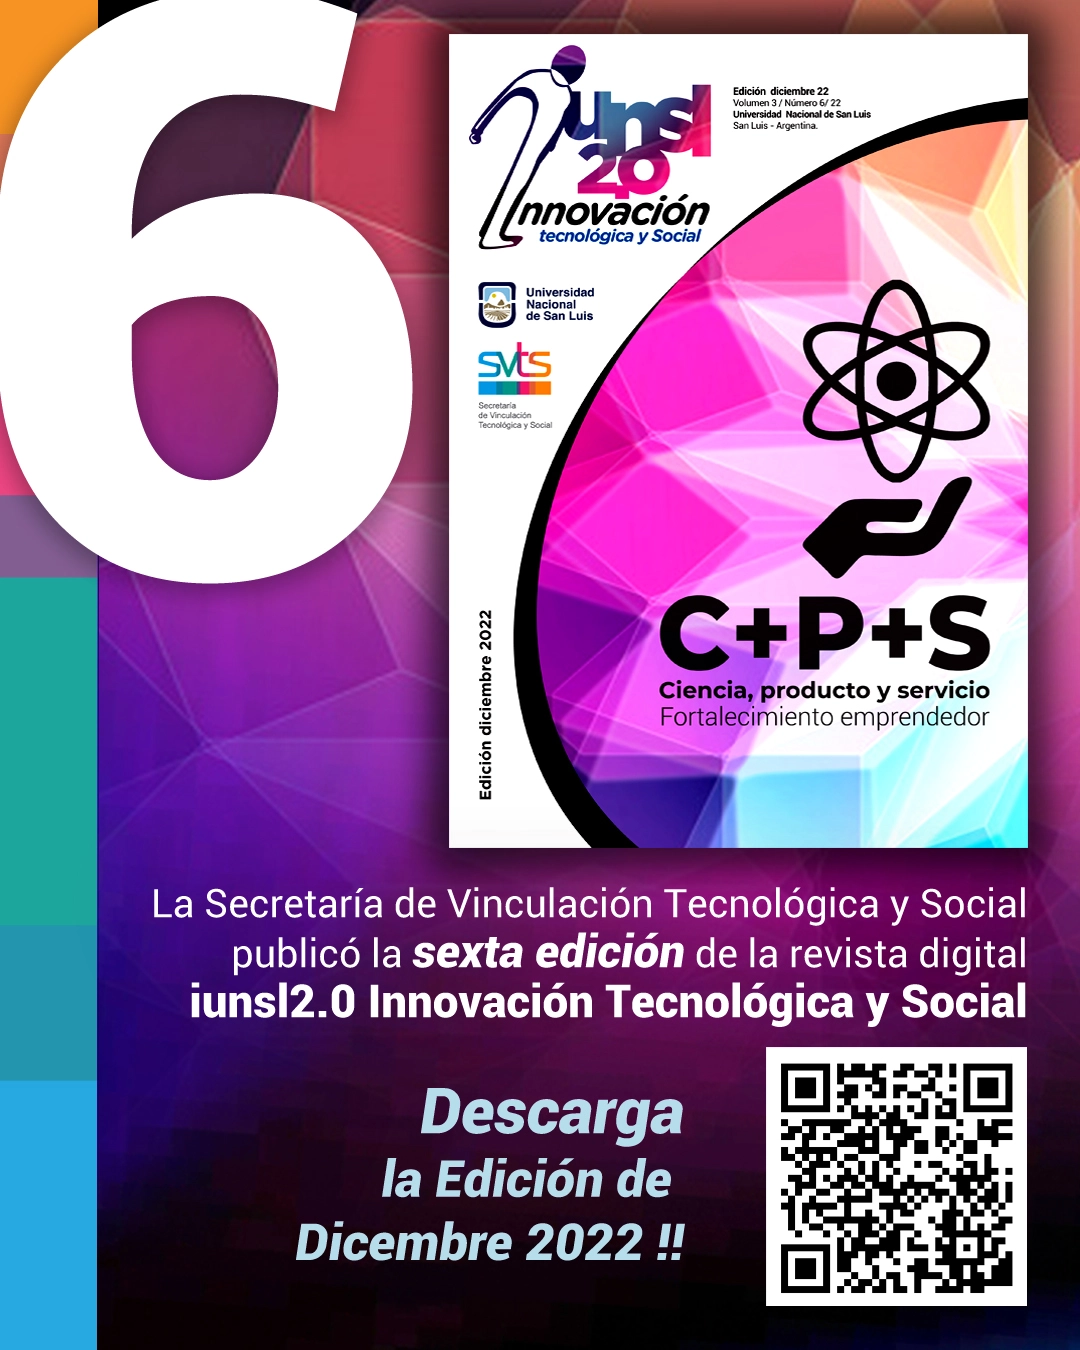 6
iunsl
2.0
Innovación
tecnológica y Social
Edición diciembre 22
Volumen 3 / Número 6/ 22
Universidad Nacional de San Luis
San Luis - Argentina.
Universidad
Nacional
de San Luis
svts
Secretaría
de Vinculación
Tecnológica y Social
Edición diciembre 2022
C+P+S
Ciencia, producto y servicio
Fortalecimiento emprendedor
La Secretaría de Vinculación Tecnológica y Social
publicó la sexta edición de la revista digital
iunsl2.0 Innovación Tecnológica y Social
Descarga
la Edición de
Dicembre 2022 !!